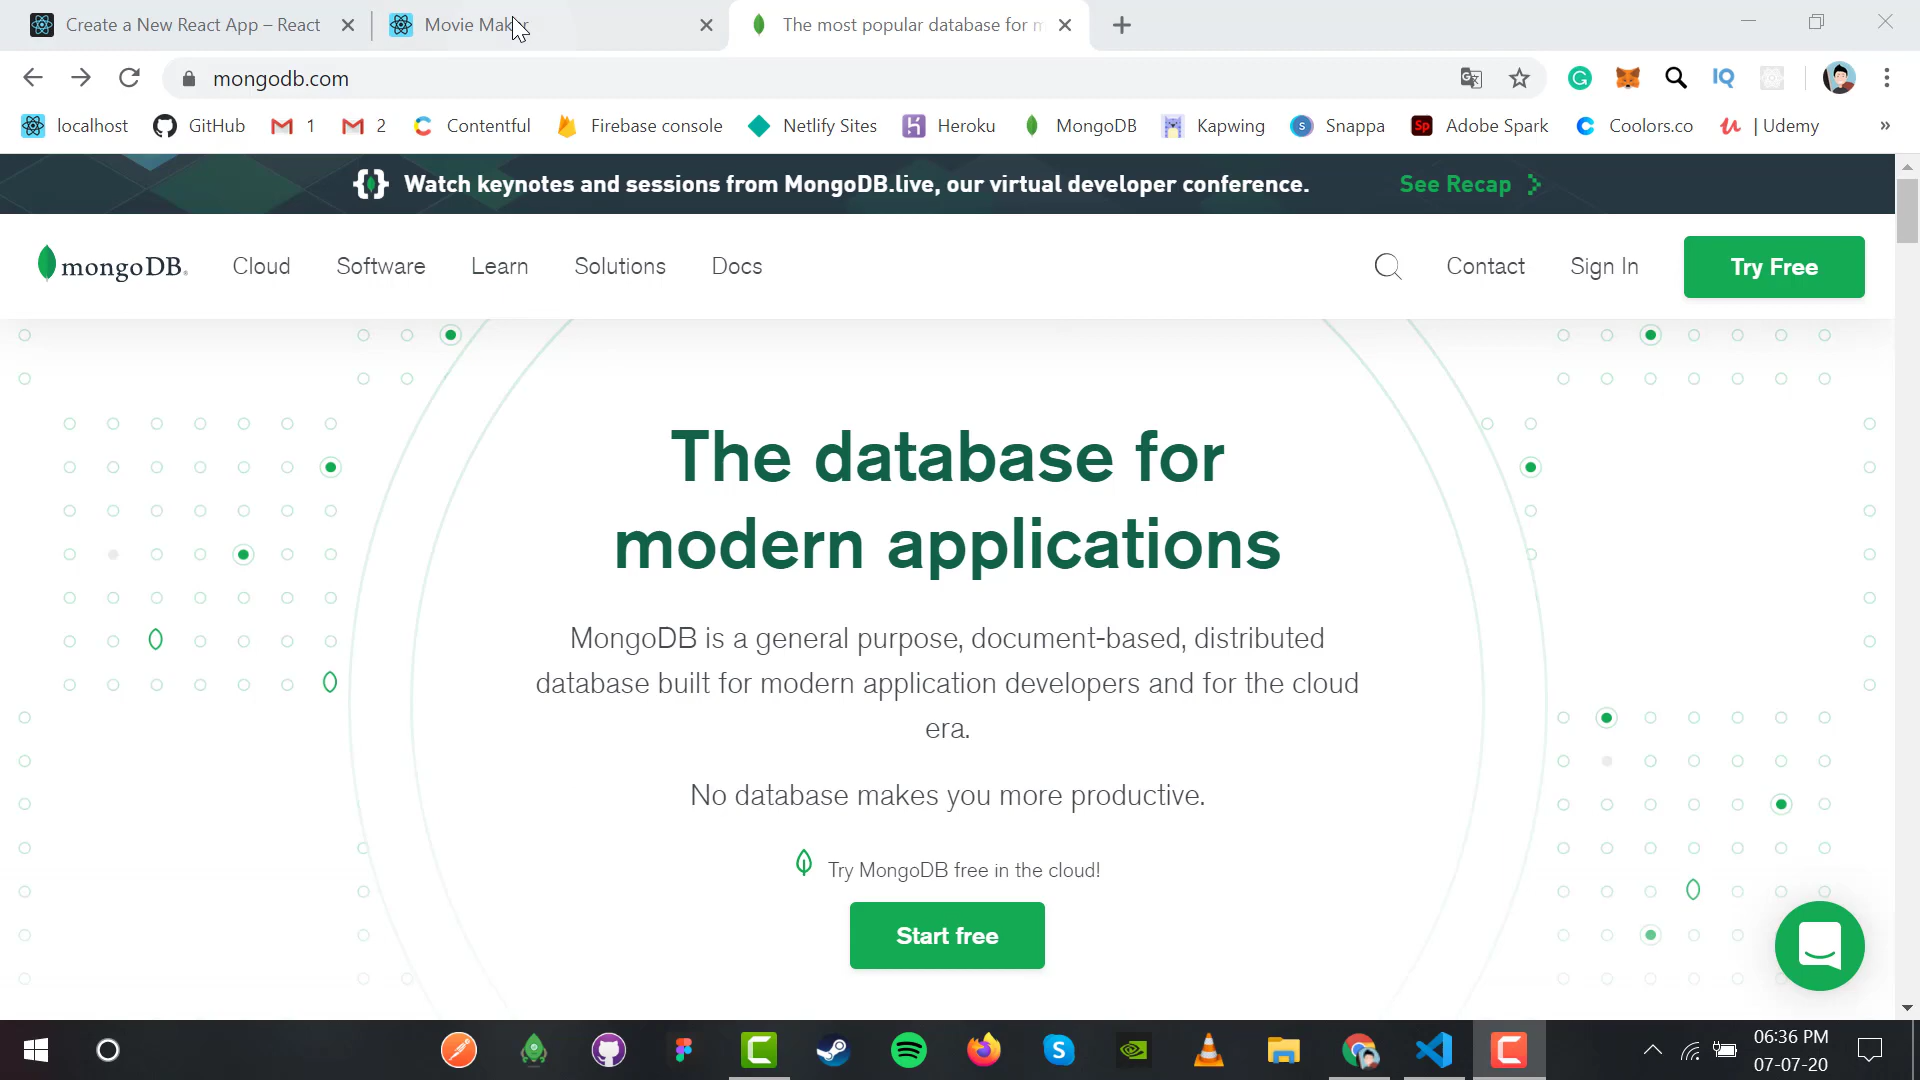 Create a New React App – React
Movie Maker
The most popular database for m
mongodb.com
localhost
GitHub
1
2
Contentful
Firebase console
Netlify Sites
Heroku
MongoDB
Kapwing
Snappa
Adobe Spark
Coolors.co
| Udemy
»
Watch keynotes and sessions from MongoDB.live, our virtual developer conference.
See Recap
mongoDB.
Cloud
Software
Learn
Solutions
Docs
Contact
Sign In
Try Free
The database for
modern applications
MongoDB is a general purpose, document-based, distributed
database built for modern application developers and for the cloud
era.
No database makes you more productive.
Try MongoDB free in the cloud!
Start free
06:36 PM
07-07-20